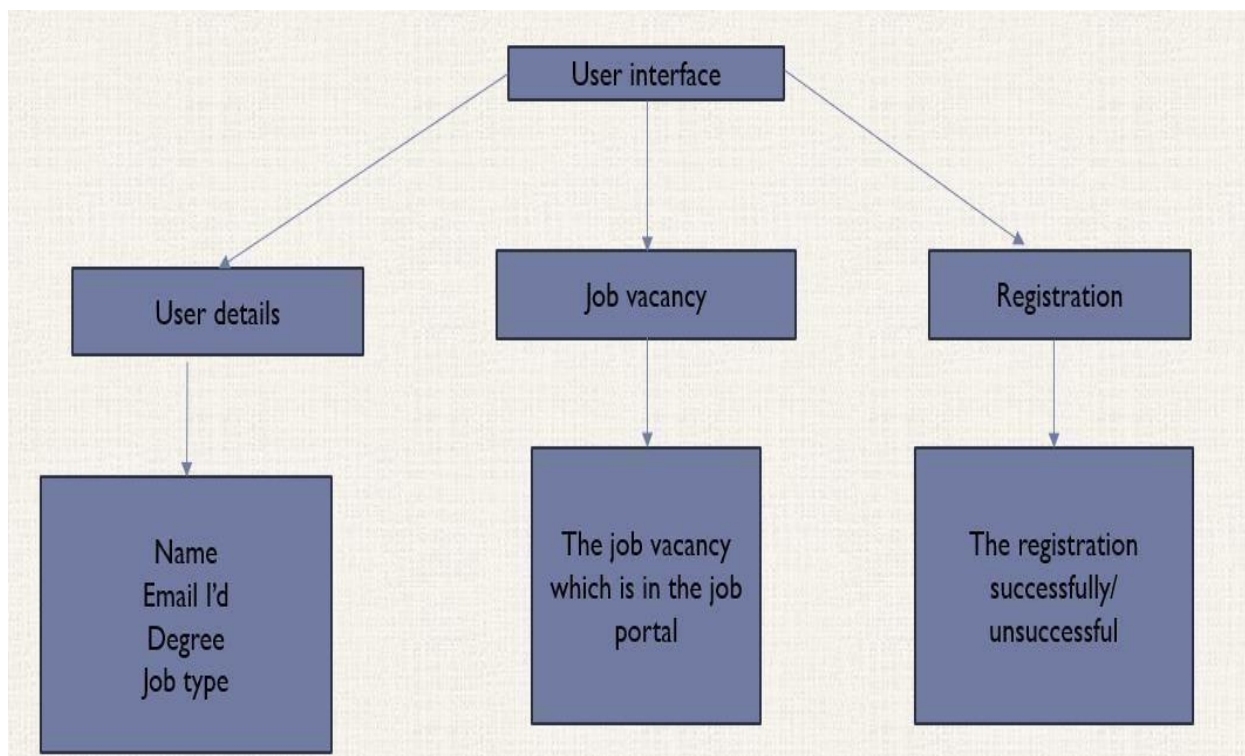 User interface
User details
Job vacancy
Registration
Name
Email I'd
Degree
Job type
The job vacancy
which is in the job
portal
The registration
successfully/
unsuccessful